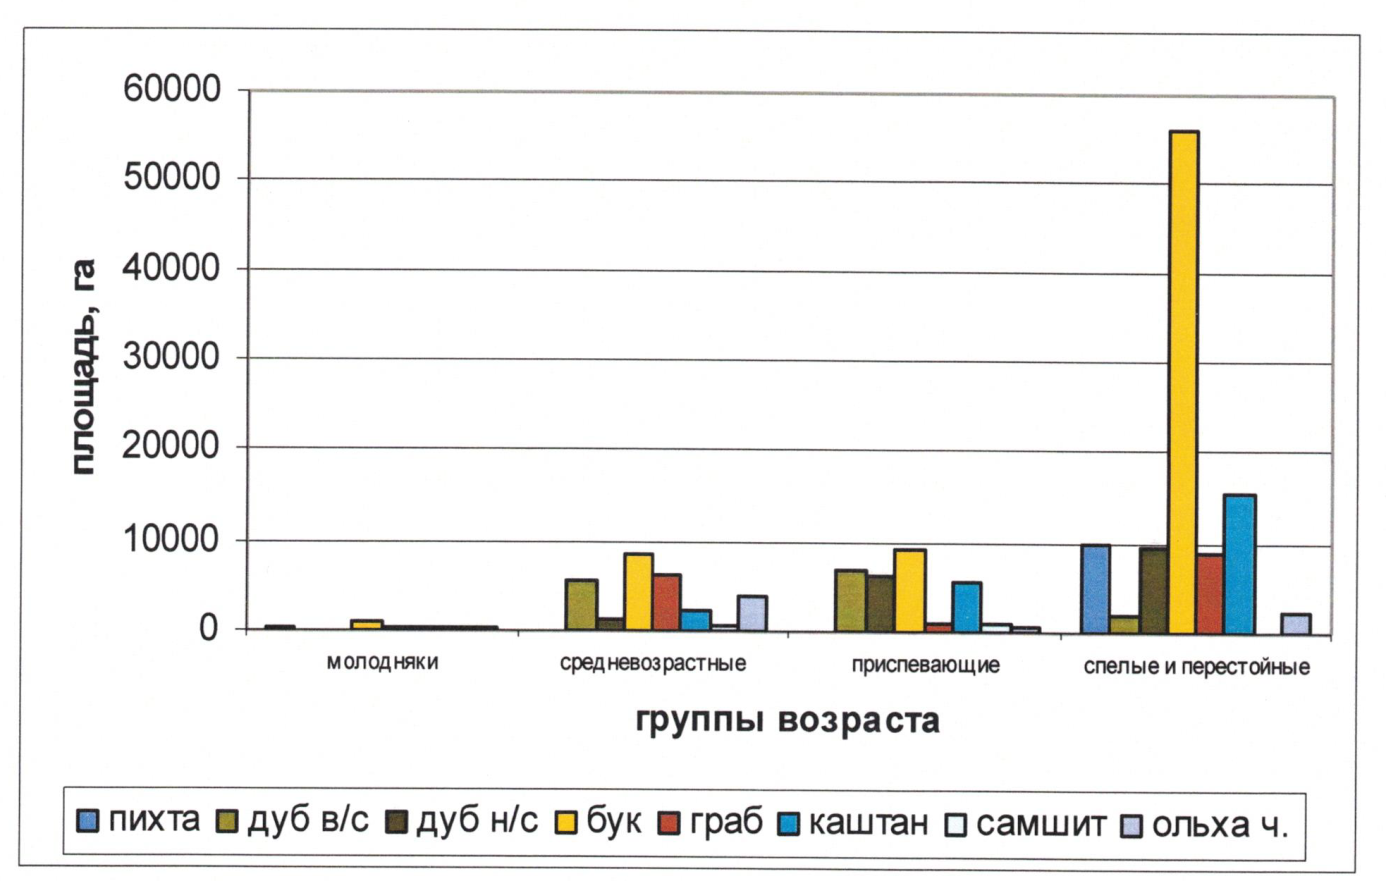 60000
50000
40000
30000
20000
10000
0
площадь, га
молодняки средневозрастные приспевающие спелые и перестойные
группы возраста
пихта дуб в/с дуб н/с бук граб каштан самшит ольха ч.